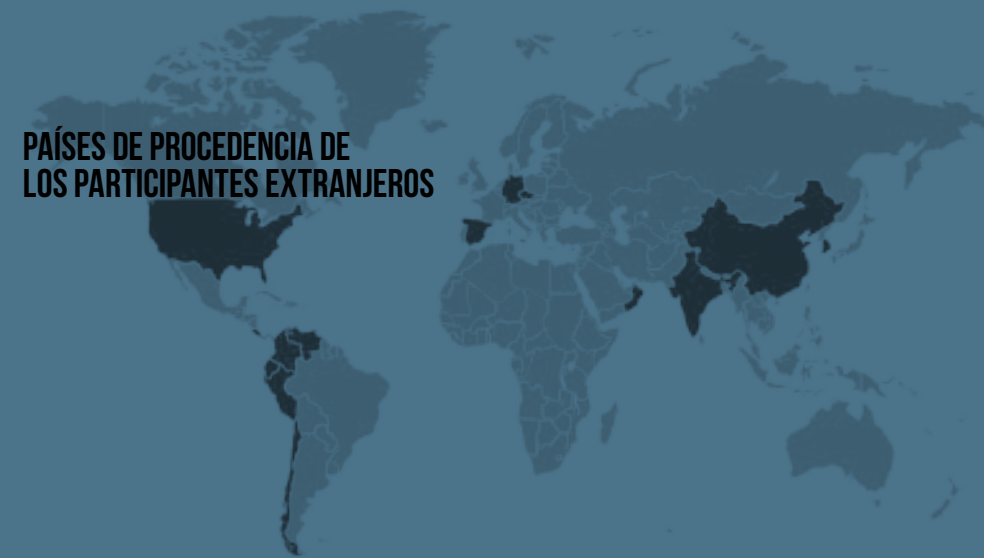 PAÍSES DE PROCEDENCIA DE
LOS PARTICIPANTES EXTRANJEROS